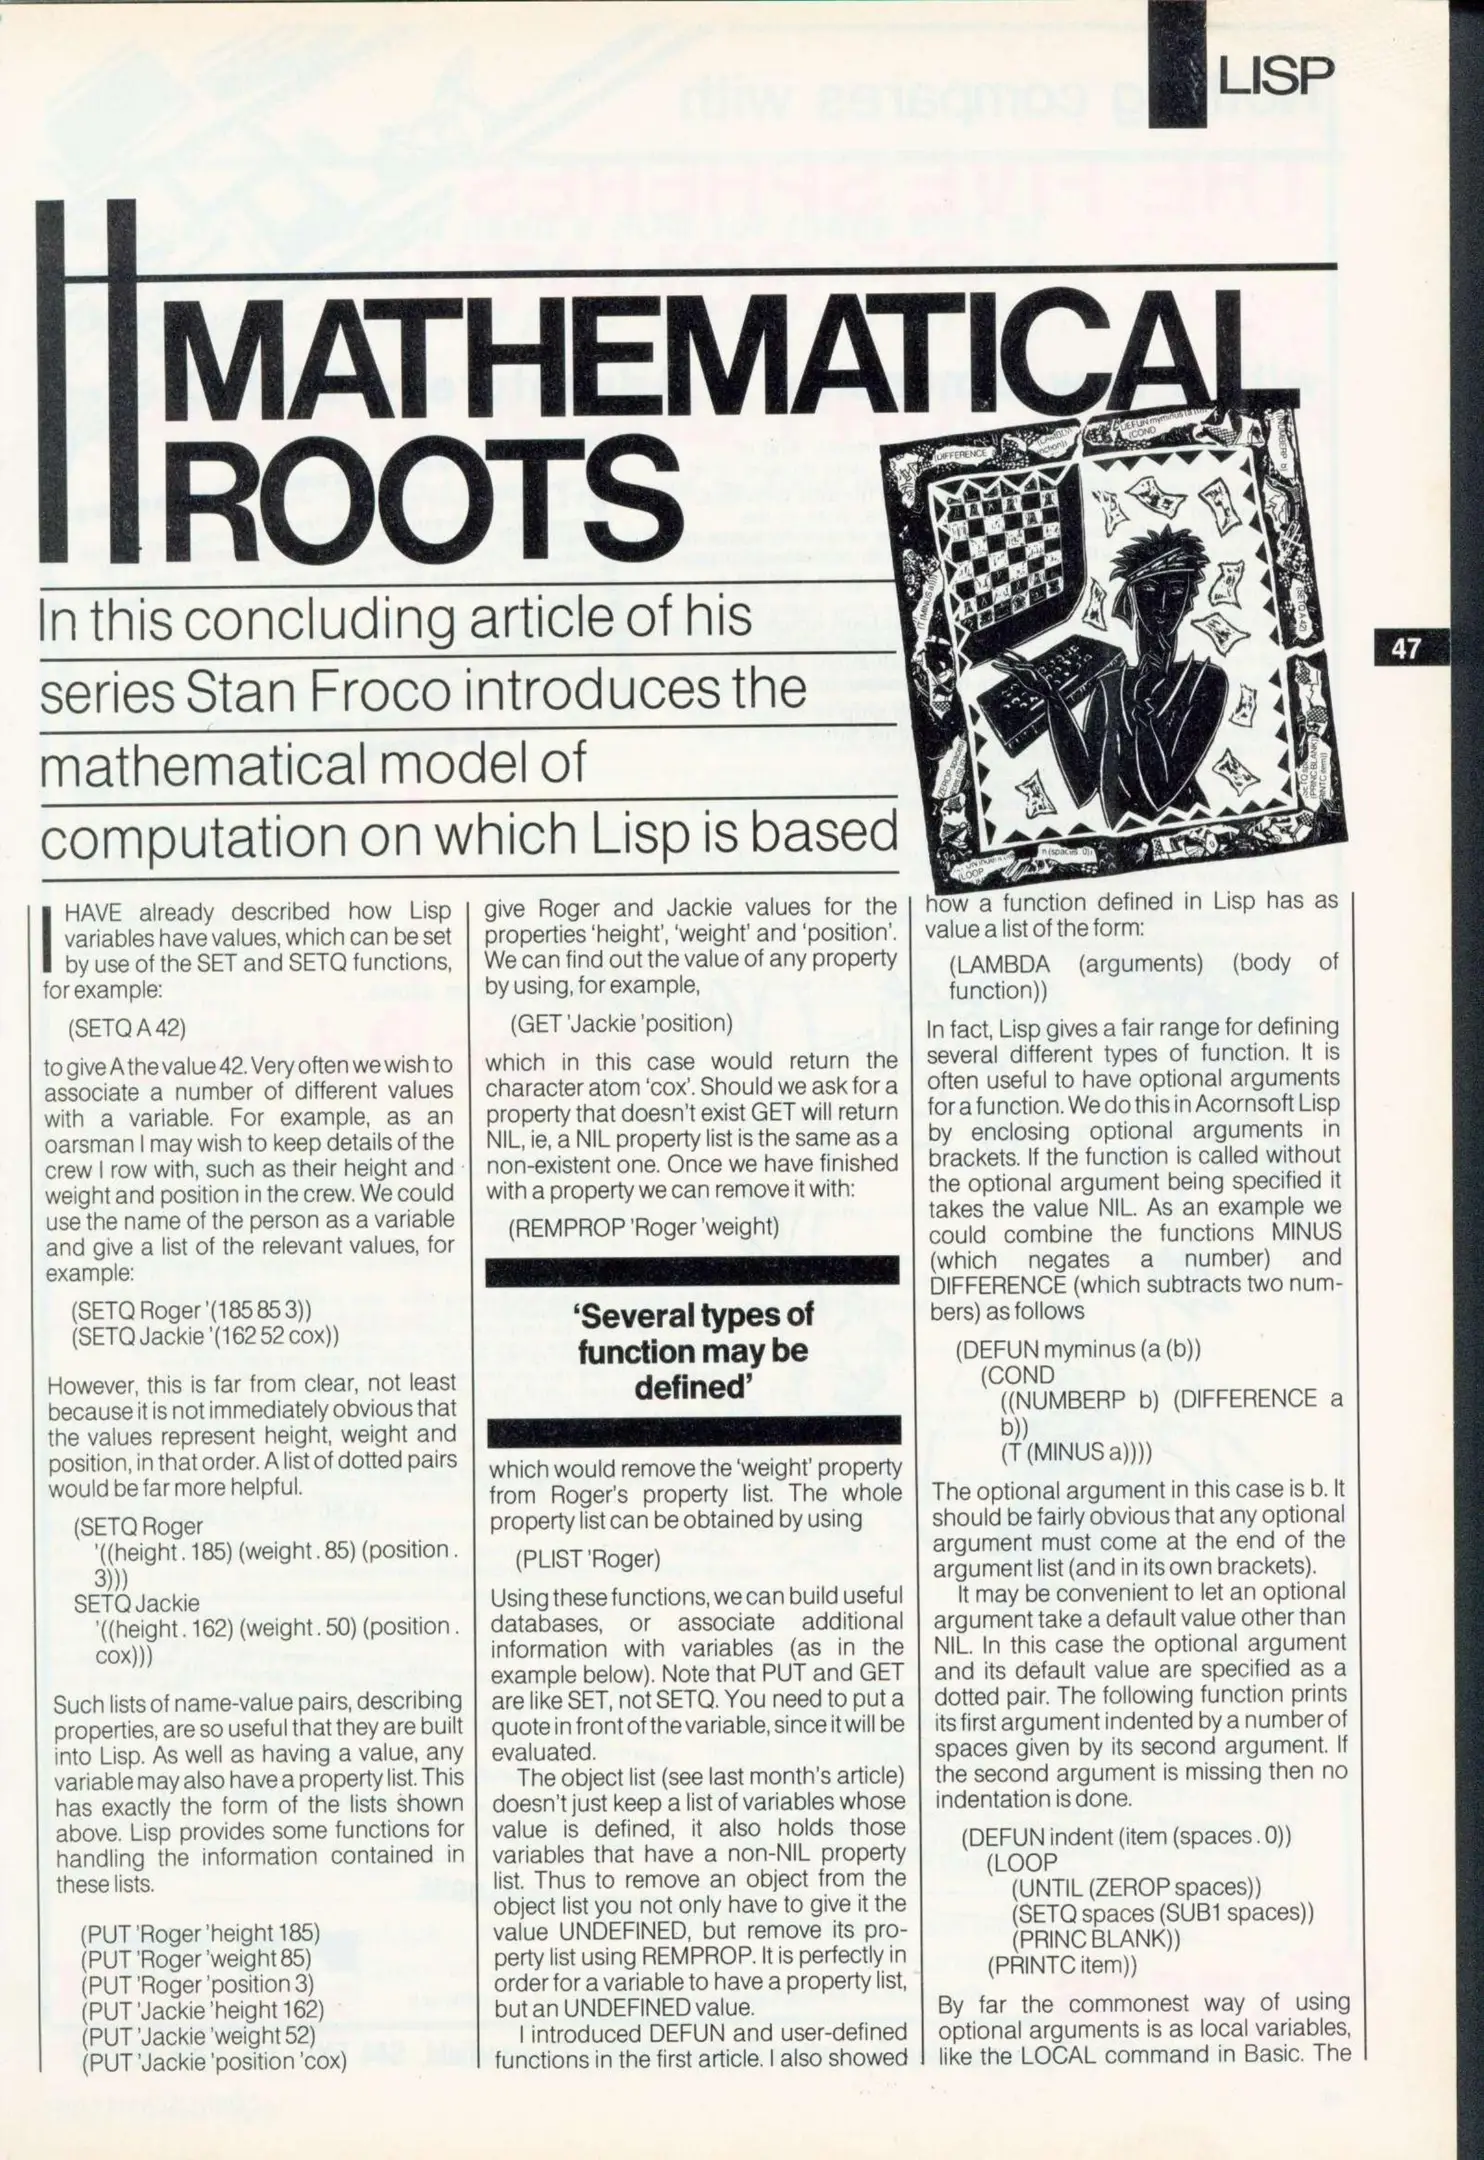 LISP
MATHEMATICAL
ROOTS
In this concluding article of his
series Stan Froco introduces the
mathematical model of
computation on which Lisp is based
47
I HAVE already described how Lisp
variables have values, which can be set
by use of the SET and SETQ functions,
for example:
(SETQ A 42)
to give A the value 42. Very often we wish to
associate a number of different values
with a variable. For example, as an
oarsman I may wish to keep details of the
crew I row with, such as their height and
weight and position in the crew. We could
use the name of the person as a variable
and give a list of the relevant values, for
example:
(SETQ Roger '(185 85 3))
(SETQ Jackie '(162 52 cox))
However, this is far from clear, not least
because it is not immediately obvious that
the values represent height, weight and
position, in that order. A list of dotted pairs
would be far more helpful.
(SETQ Roger
'((height . 185) (weight . 85) (position .
3)))
SETQ Jackie
'((height . 162) (weight . 50) (position .
cox)))
Such lists of name-value pairs, describing
properties, are so useful that they are built
into Lisp. As well as having a value, any
variable may also have a property list. This
has exactly the form of the lists shown
above. Lisp provides some functions for
handling the information contained in
these lists.
(PUT 'Roger 'height 185)
(PUT 'Roger 'weight 85)
(PUT 'Roger 'position 3)
(PUT 'Jackie 'height 162)
(PUT 'Jackie 'weight 52)
(PUT 'Jackie 'position 'cox)
give Roger and Jackie values for the
properties 'height', 'weight' and 'position'.
We can find out the value of any property
by using, for example,
(GET 'Jackie 'position)
which in this case would return the
character atom 'cox'. Should we ask for a
property that doesn't exist GET will return
NIL, ie, a NIL property list is the same as a
non-existent one. Once we have finished
with a property we can remove it with:
(REMPROP 'Roger 'weight)
'Several types of
function may be
defined'
which would remove the 'weight' property
from Roger's property list. The whole
property list can be obtained by using
(PLIST 'Roger)
Using these functions, we can build useful
databases, or associate additional
information with variables (as in the
example below). Note that PUT and GET
are like SET, not SETQ. You need to put a
quote in front of the variable, since it will be
evaluated.
The object list (see last month's article)
doesn't just keep a list of variables whose
value is defined, it also holds those
variables that have a non-NIL property
list. Thus to remove an object from the
object list you not only have to give it the
value UNDEFINED, but remove its pro-
perty list using REMPROP. It is perfectly in
order for a variable to have a property list,
but an UNDEFINED value.
I introduced DEFUN and user-defined
functions in the first article. I also showed
how a function defined in Lisp has as
value a list of the form:
(LAMBDA (arguments) (body of
function))
In fact, Lisp gives a fair range for defining
several different types of function. It is
often useful to have optional arguments
for a function. We do this in Acornsoft Lisp
by enclosing optional arguments in
brackets. If the function is called without
the optional argument being specified it
takes the value NIL. As an example we
could combine the functions MINUS
(which negates a number) and
DIFFERENCE (which subtracts two num-
bers) as follows
(DEFUN myminus (a (b))
(COND
((NUMBERP b) (DIFFERENCE a
b))
(T (MINUS a))))
The optional argument in this case is b. It
should be fairly obvious that any optional
argument must come at the end of the
argument list (and in its own brackets).
It may be convenient to let an optional
argument take a default value other than
NIL. In this case the optional argument
and its default value are specified as a
dotted pair. The following function prints
its first argument indented by a number of
spaces given by its second argument. If
the second argument is missing then no
indentation is done.
(DEFUN indent (item (spaces . 0))
(LOOP
(UNTIL (ZEROP spaces))
(SETQ spaces (SUB1 spaces))
(PRINC BLANK))
(PRINTC item))
By far the commonest way of using
optional arguments is as local variables,
like the LOCAL command in Basic. The